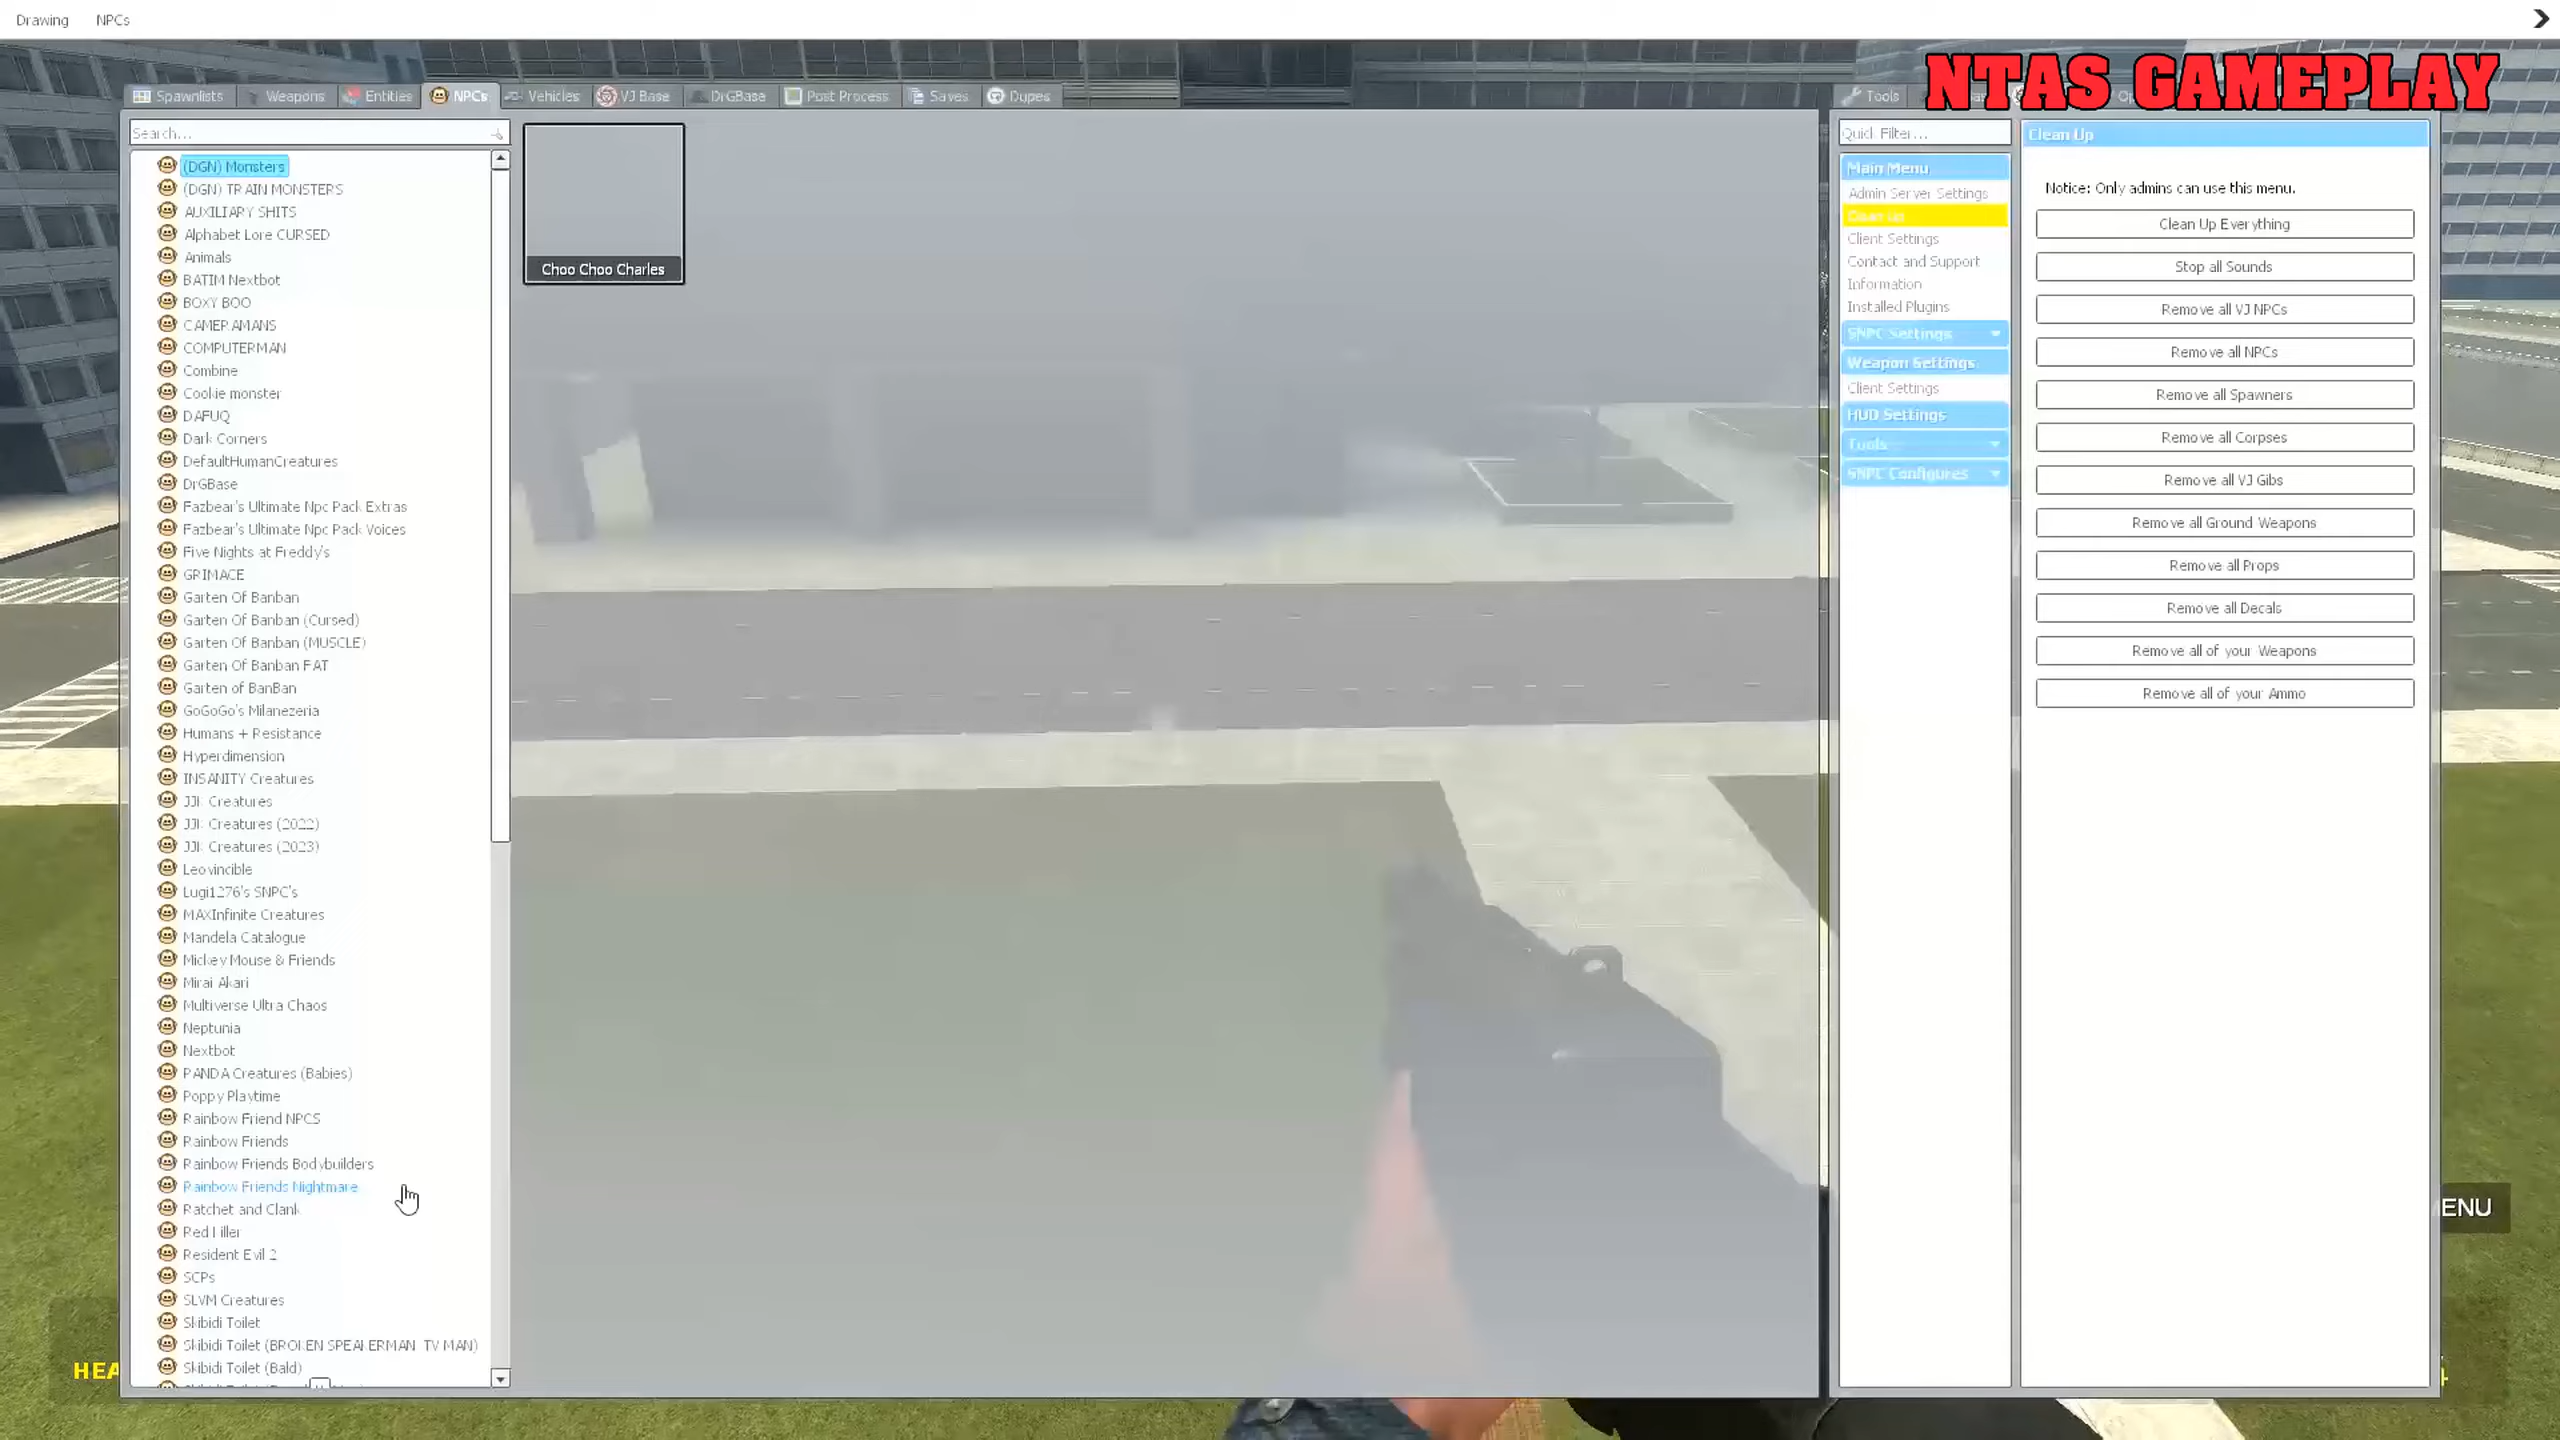 Drawing NPCs
NTAS GAMEPLAY
Spawnlists Weapons Entities NPCs Vehicles VJ Base DrGBase Post Process Saves Dupes
Tools
Search...
(DGN) Monsters
(DGN) TRAIN MONSTERS
AUXILIARY SHITS
Alphabet Lore CURSED
Animals
BATIM Nextbot
BOXY BOO
CAMERAMANS
COMPUTERMAN
Combine
Cookie monster
DAFUQ
Dark Corners
DefaultHumanCreatures
DrGBase
Fazbear's Ultimate Npc Pack Extras
Fazbear's Ultimate Npc Pack Voices
Five Nights at Freddy's
GRIMACE
Garten Of Banban
Garten Of Banban (Cursed)
Garten Of Banban (MUSCLE)
Garten Of Banban FAT
Garten of BanBan
GoGoGo's Milanezeria
Humans + Resistance
Hyperdimension
INSANITY Creatures
JJK Creatures
JJK Creatures (2022)
JJK Creatures (2023)
Leovincible
Lugi1276's SNPC's
MAXInfinite Creatures
Mandela Catalogue
Mickey Mouse & Friends
Mirai Akari
Multiverse Ultra Chaos
Neptunia
Nextbot
PANDA Creatures (Babies)
Poppy Playtime
Rainbow Friend NPCS
Rainbow Friends
Rainbow Friends Bodybuilders
Rainbow Friends Nightmare
Ratchet and Clank
Red Killer
Resident Evil 2
SCPs
SLVM Creatures
Skibidi Toilet
Skibidi Toilet (BROKEN SPEAKERMAN TV MAN)
Skibidi Toilet (Bald)
Choo Choo Charles
Quick Filter...
Main Menu
Admin Server Settings
Clean Up
Client Settings
Contact and Support
Information
Installed Plugins
SNPC Settings
Weapon Settings
Client Settings
HUD Settings
Tools
SNPC Configures
Clean Up
Notice: Only admins can use this menu.
Clean Up Everything
Stop all Sounds
Remove all VJ NPCs
Remove all NPCs
Remove all Spawners
Remove all Corpses
Remove all VJ Gibs
Remove all Ground Weapons
Remove all Props
Remove all Decals
Remove all of your Weapons
Remove all of your Ammo
ENU
HEA